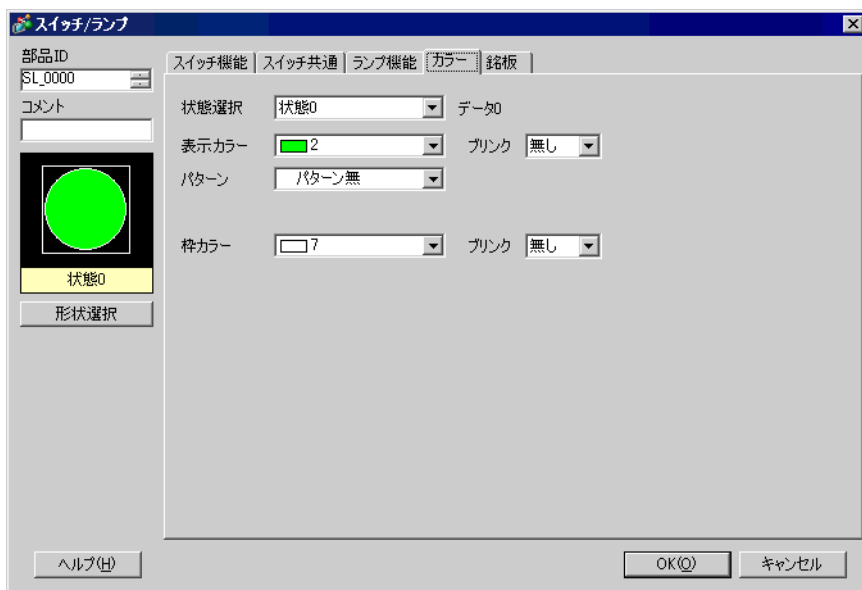 スイッチ/ランプ
部品ID
SL_0000
コメント
状態0
形状選択
スイッチ機能 スイッチ共通 ランプ機能 カラー 銘板
状態選択 状態0 データ0
表示カラー 2 ブリンク 無し
パターン パターン無
枠カラー 7 ブリンク 無し
ヘルプ(H) OK(O) キャンセル